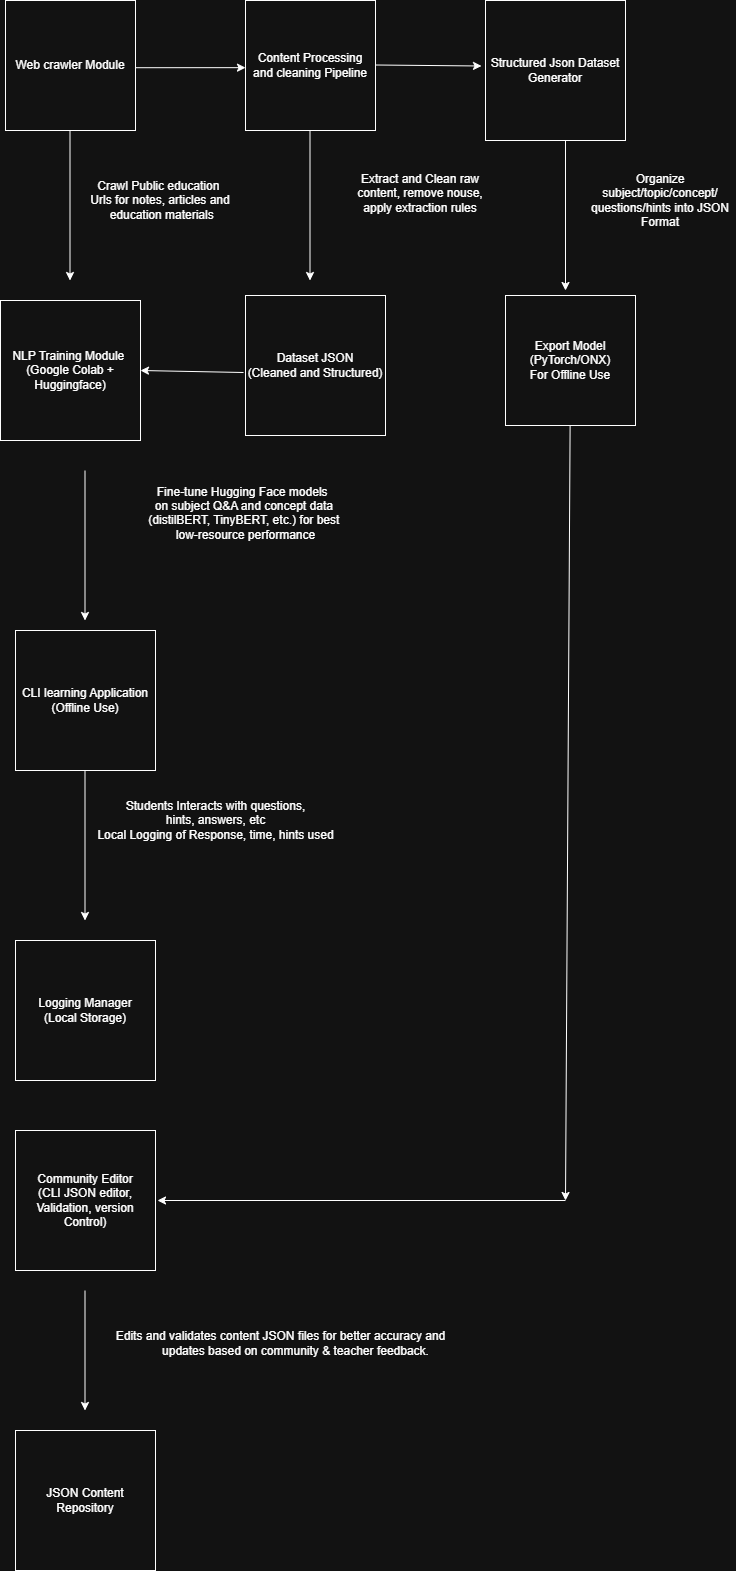 Web crawler Module
Content Processing
and cleaning Pipeline
Structured Json Dataset
Generator
Crawl Public education
Urls for notes, articles and
education materials
Extract and Clean raw
content, remove nouse,
apply extraction rules
Organize
subject/topic/concept/
questions/hints into JSON
Format
NLP Training Module
(Google Colab +
Huggingface)
Dataset JSON
(Cleaned and Structured)
Export Model
(PyTorch/ONX)
For Offline Use
Fine-tune Hugging Face models
on subject Q&A and concept data
(distilBERT, TinyBERT, etc.) for best
low-resource performance
CLI learning Application
(Offline Use)
Students Interacts with questions,
hints, answers, etc
Local Logging of Response, time, hints used
Logging Manager
(Local Storage)
Community Editor
(CLI JSON editor,
Validation, version
Control)
Edits and validates content JSON files for better accuracy and
updates based on community & teacher feedback.
JSON Content
Repository